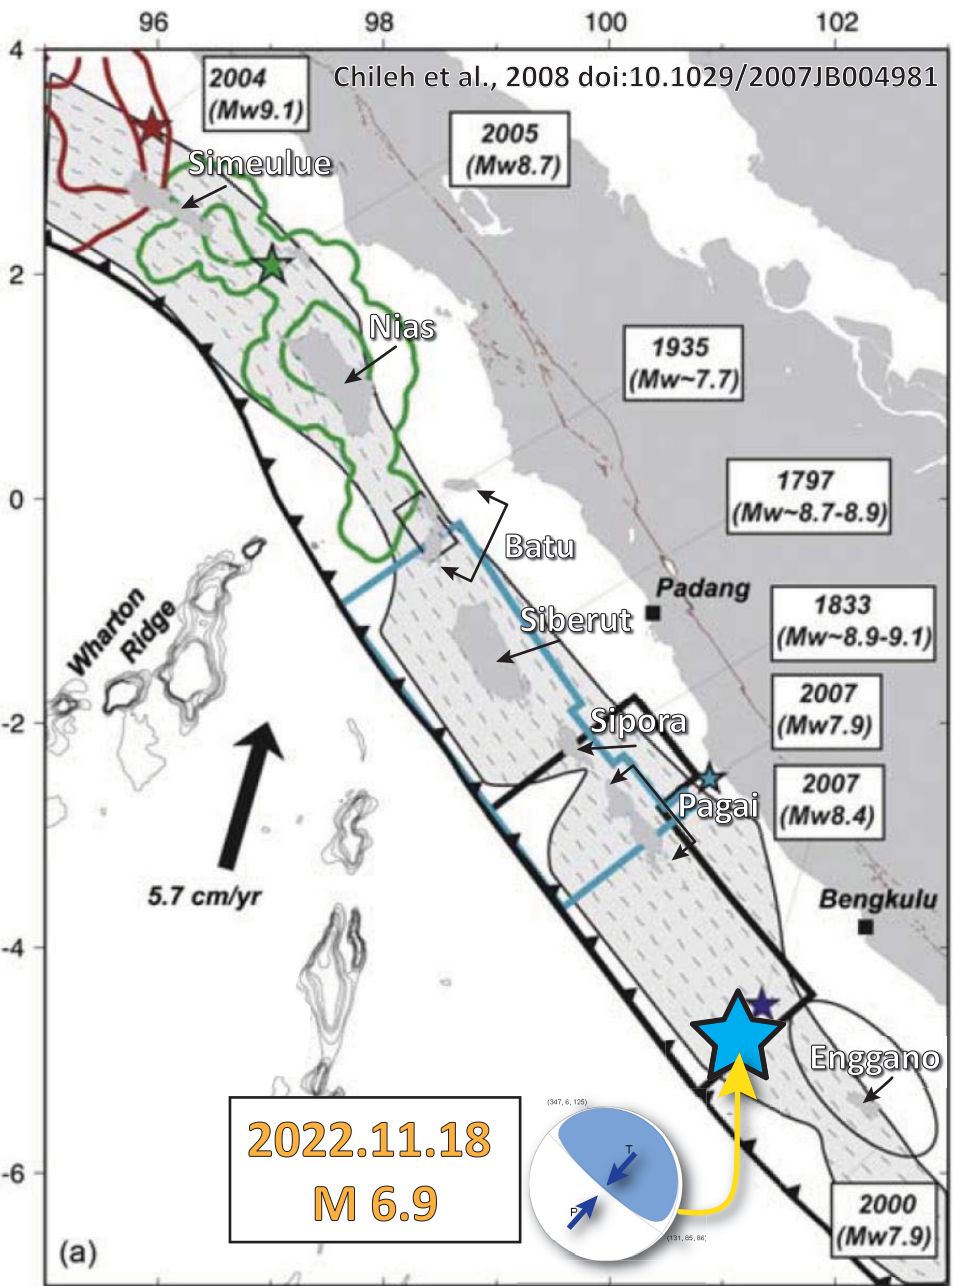 96
98
100
102
4
2
0
-2
-4
-6
Chileh et al., 2008 doi:10.1029/2007JB004981
2004
(Mw9.1)
2005
(Mw8.7)
Simeulue
Nias
1935
(Mw~7.7)
1797
(Mw~8.7-8.9)
Batu
Padang
1833
(Mw~8.9-9.1)
Siberut
Wharton
Ridge
2007
(Mw7.9)
Sipora
2007
(Mw8.4)
Pagai
5.7 cm/yr
Bengkulu
Enggano
2022.11.18
M 6.9
(347, 6, 125)
T
P
(131, 85, 86)
2000
(Mw7.9)
(a)